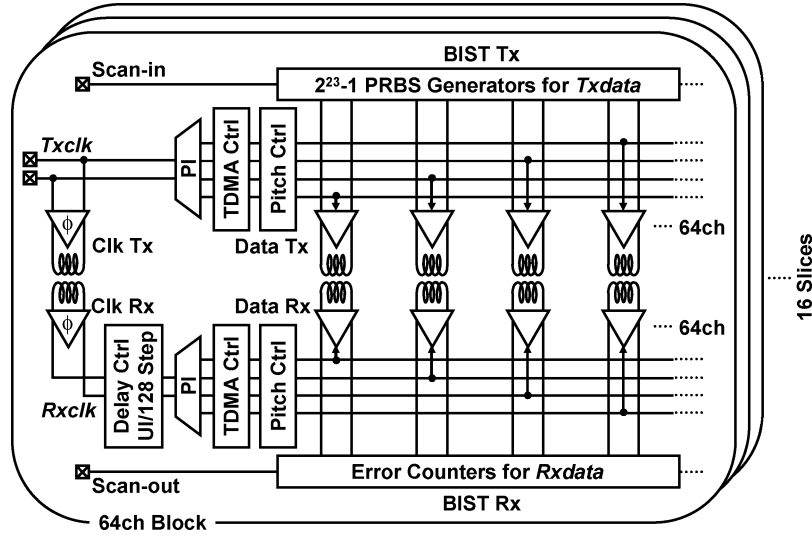 BIST Tx
Scan-in
2²³-1 PRBS Generators for Txdata
Txclk
PI
TDMA Ctrl
Pitch Ctrl
ϕ
Clk Tx
Data Tx
64ch
16 Slices
Clk Rx
Data Rx
ϕ
64ch
Delay Ctrl
UI/128 Step
PI
TDMA Ctrl
Pitch Ctrl
Rxclk
Error Counters for Rxdata
Scan-out
BIST Rx
64ch Block